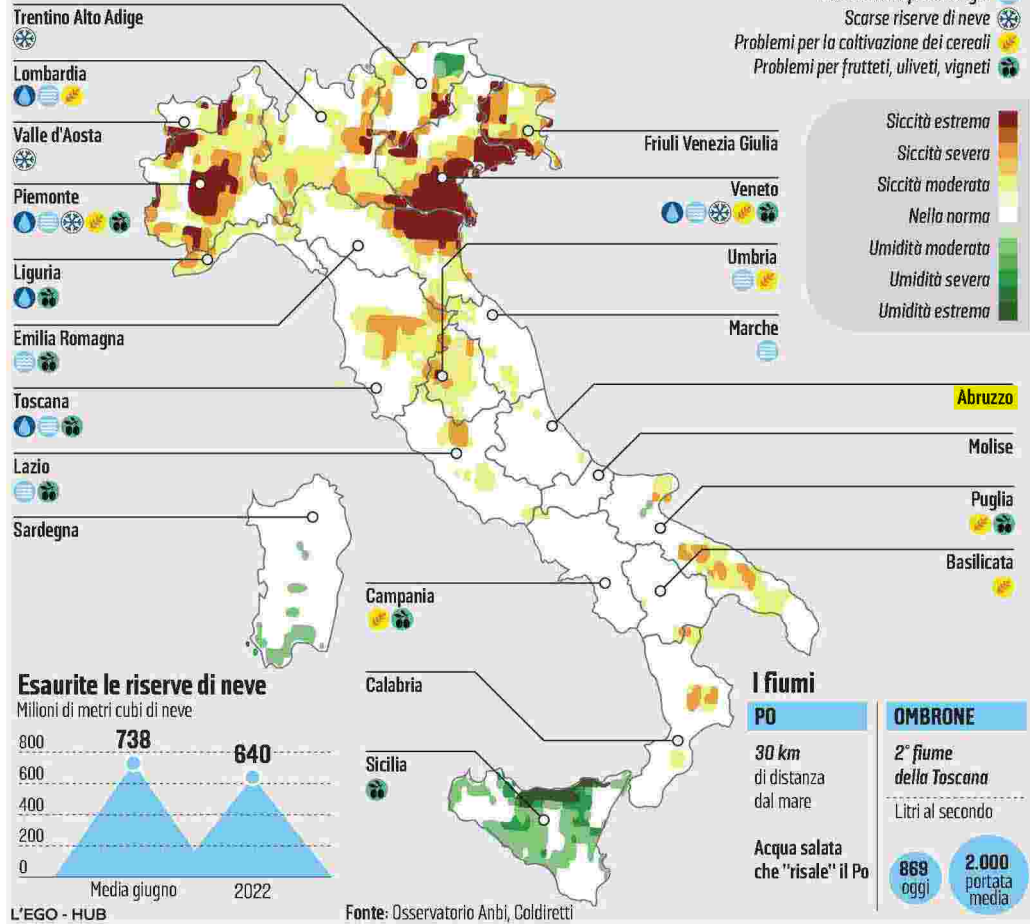 Trentino Alto Adige
Scarse riserve di neve
Problemi per la coltivazione dei cereali
Problemi per frutteti, uliveti, vigneti
Lombardia
Valle d'Aosta
Piemonte
Liguria
Emilia Romagna
Toscana
Lazio
Sardegna
Siccità estrema
Siccità severa
Siccità moderata
Nella norma
Umidità moderata
Umidità severa
Umidità estrema
Friuli Venezia Giulia
Veneto
Umbria
Marche
Abruzzo
Molise
Puglia
Basilicata
Campania
Calabria
Sicilia
Esaurite le riserve di neve
Milioni di metri cubi di neve
800
600
400
200
0
738
640
Media giugno
2022
I fiumi
PO
30 km
di distanza
dal mare
Acqua salata
che "risale" il Po
OMBRONE
2° fiume
della Toscana
Litri al secondo
869
oggi
2.000
portata
media
L'EGO - HUB
Fonte: Osservatorio Anbi, Coldiretti